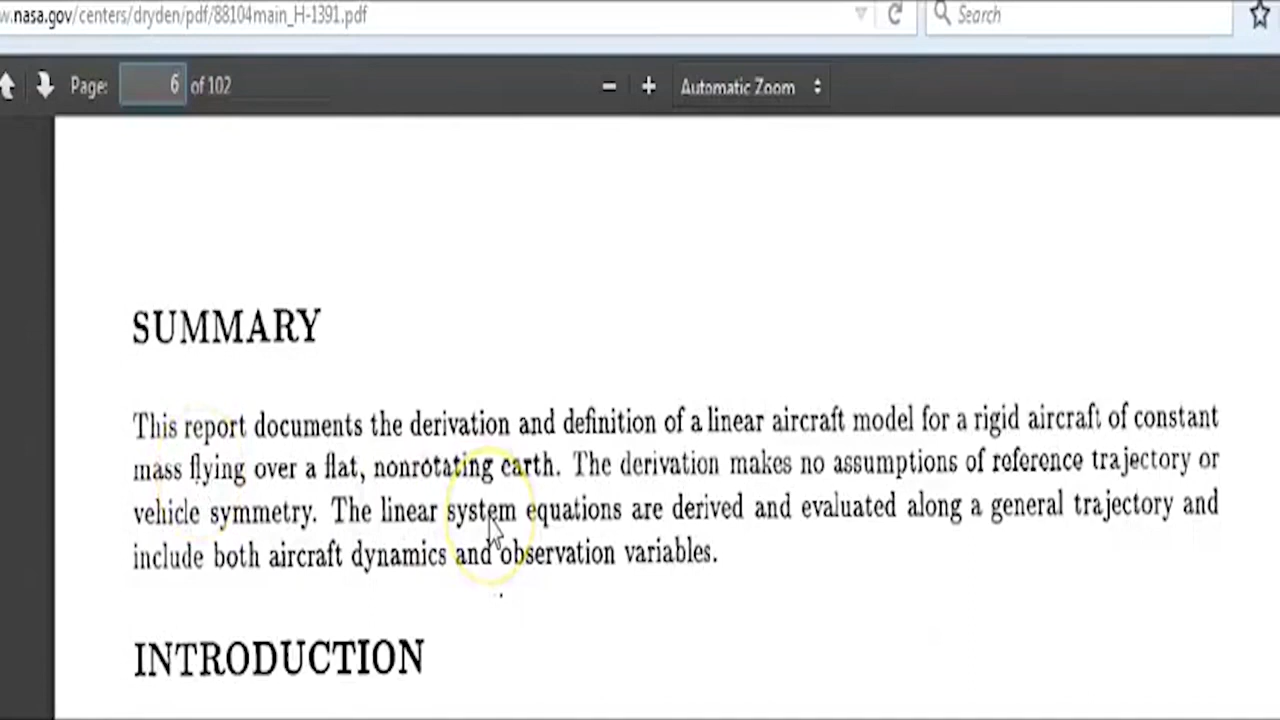 w.nasa.gov/centers/dryden/pdf/88104main_H-1391.pdf
Search
Page: 6 of 102
Automatic Zoom
SUMMARY
This report documents the derivation and definition of a linear aircraft model for a rigid aircraft of constant
mass flying over a flat, nonrotating earth. The derivation makes no assumptions of reference trajectory or
vehicle symmetry. The linear system equations are derived and evaluated along a general trajectory and
include both aircraft dynamics and observation variables.
INTRODUCTION